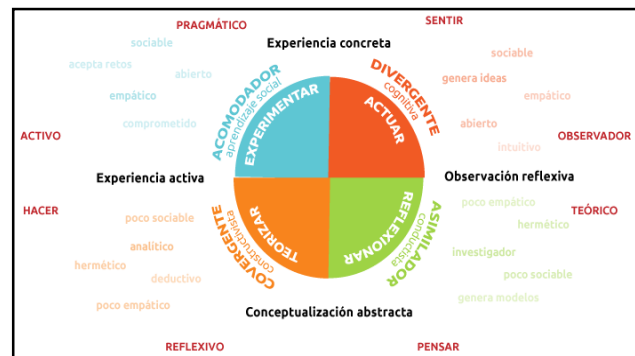 PRAGMÁTICO
SENTIR
sociable
acepta retos
abierto
empático
comprometido
Experiencia concreta
sociable
genera ideas
empático
abierto
intuitivo
ACOMODADOR
aprendizaje social
EXPERIMENTAR
DIVERGENTE
cognitiva
ACTUAR
ACTIVO
OBSERVADOR
Experiencia activa
Observación reflexiva
HACER
TEÓRICO
poco sociable
analítico
hermético
deductivo
poco empático
COVERGENTE
constructivista
TEORIZAR
REFLEXIONAR
ASIMILADOR
conductista
poco empático
hermético
investigador
poco sociable
genera modelos
Conceptualización abstracta
REFLEXIVO
PENSAR